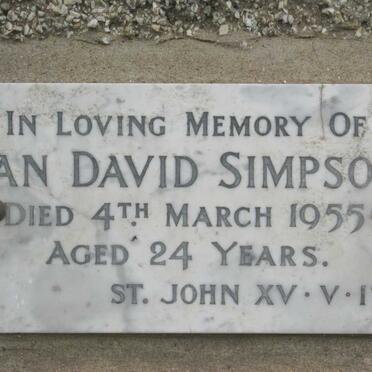 IN LOVING MEMORY OF
AN DAVID SIMPSO
DIED 4TH MARCH 1955
AGED 24 YEARS.
ST. JOHN XV · V · 1